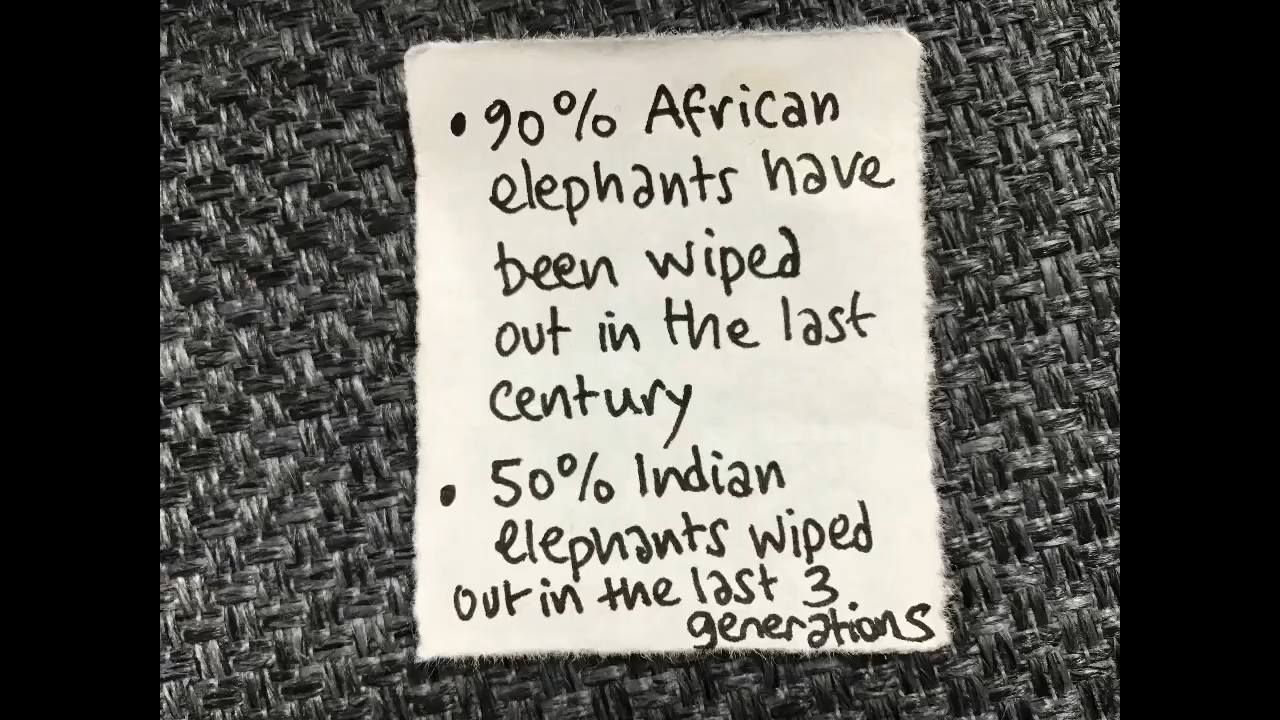 • 90% African
elephants have
been wiped
out in the last
century
• 50% Indian
elephants wiped
out in the last 3
generations